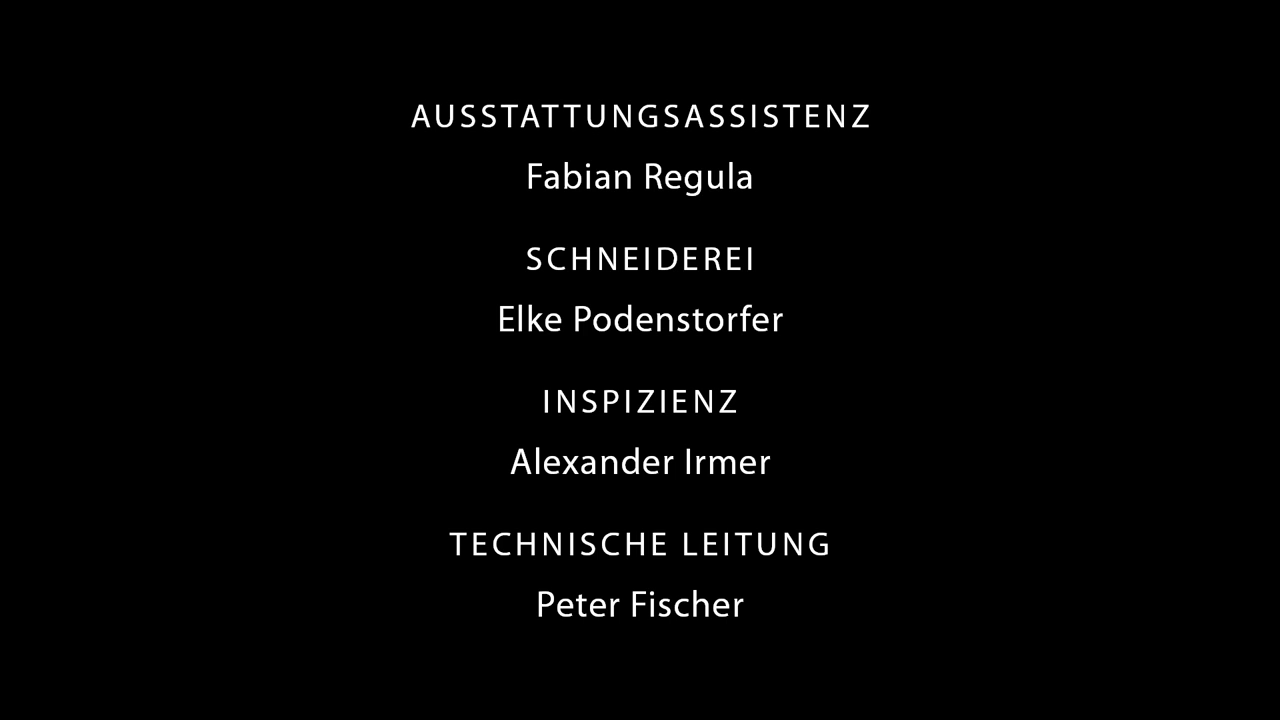 AUSSTATTUNGSASSISTENZ
Fabian Regula
SCHNEIDEREI
Elke Podenstorfer
INSPIZIENZ
Alexander Irmer
TECHNISCHE LEITUNG
Peter Fischer